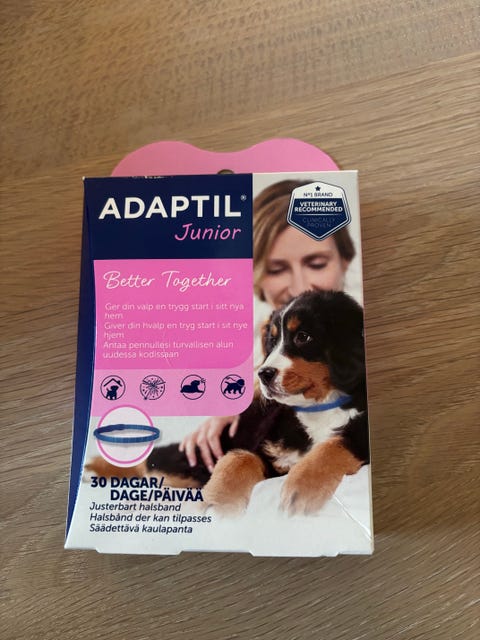 ADAPTIL®
Junior
Nº1 BRAND
VETERINARY
RECOMMENDED
CLINICALLY
PROVEN
Better Together
Ger din valp en trygg start i sitt nya
hem
Giver din hvalp en tryg start i sit nye
hjem
Antaa pennullesi turvallisen alun
uudessa kodissaan
30 DAGAR/
DAGE/PÄIVÄÄ
Justerbart halsband
Halsbånd der kan tilpasses
Säädettävä kaulapanta